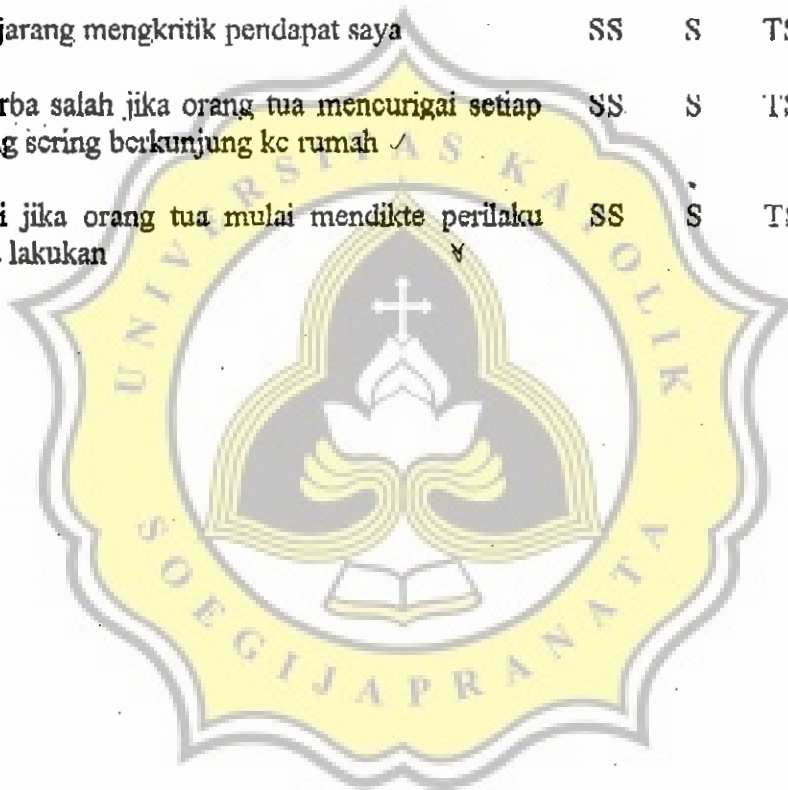 jarang mengkritik pendapat saya SS S TS
rba salah jika orang tua mencurigai setiap SS S TS
g sering berkunjung ke rumah
i jika orang tua mulai mendikte perilaku SS S TS
lakukan
UNIVERSITAS KATOLIK
SOEGIJAPRANATA